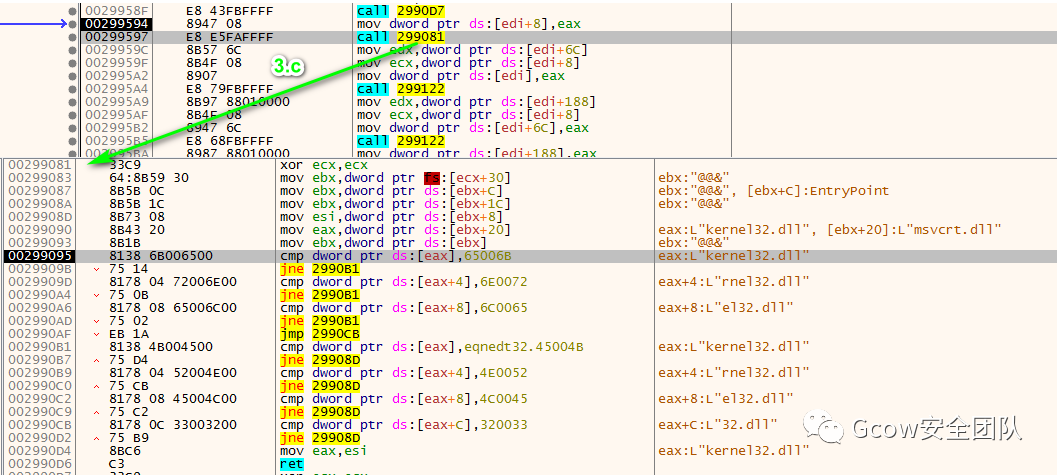 0029958F E8 43FBFFFF call 2990D7
00299594 8947 08 mov dword ptr ds:[edi+8],eax
00299597 E8 E5FAFFFF call 299081
0029959C 8B57 6C mov edx,dword ptr ds:[edi+6C]
0029959F 8B4F 08 mov ecx,dword ptr ds:[edi+8]
002995A2 8907 mov dword ptr ds:[edi],eax
002995A4 E8 79FBFFFF call 299122
002995A9 8B97 88010000 mov edx,dword ptr ds:[edi+188]
002995AF 8B4F 08 mov ecx,dword ptr ds:[edi+8]
002995B2 8947 6C mov dword ptr ds:[edi+6C],eax
002995B5 E8 68FBFFFF call 299122
002995BA 8987 88010000 mov dword ptr ds:[edi+188],eax
3.c
00299081 33C9 xor ecx,ecx
00299083 64:8B59 30 mov ebx,dword ptr fs:[ecx+30] ebx:"@@&"
00299087 8B5B 0C mov ebx,dword ptr ds:[ebx+C] ebx:"@@&", [ebx+C]:EntryPoint
0029908A 8B5B 1C mov ebx,dword ptr ds:[ebx+1C] ebx:"@@&"
0029908D 8B73 08 mov esi,dword ptr ds:[ebx+8]
00299090 8B43 20 mov eax,dword ptr ds:[ebx+20] eax:L"kernel32.dll", [ebx+20]:L"msvcrt.dll"
00299093 8B1B mov ebx,dword ptr ds:[ebx] ebx:"@@&"
00299095 8138 6B006500 cmp dword ptr ds:[eax],65006B eax:L"kernel32.dll"
0029909B 75 14 jne 2990B1
0029909D 8178 04 72006E00 cmp dword ptr ds:[eax+4],6E0072 eax+4:L"rnel32.dll"
002990A4 75 0B jne 2990B1
002990A6 8178 08 65006C00 cmp dword ptr ds:[eax+8],6C0065 eax+8:L"el32.dll"
002990AD 75 02 jne 2990B1
002990AF EB 1A jmp 2990CB
002990B1 8138 4B004500 cmp dword ptr ds:[eax],eqnedt32.45004B eax:L"kernel32.dll"
002990B7 75 D4 jne 29908D
002990B9 8178 04 52004E00 cmp dword ptr ds:[eax+4],4E0052 eax+4:L"rnel32.dll"
002990C0 75 CB jne 29908D
002990C2 8178 08 45004C00 cmp dword ptr ds:[eax+8],4C0045 eax+8:L"el32.dll"
002990C9 75 C2 jne 29908D
002990CB 8178 0C 33003200 cmp dword ptr ds:[eax+C],320033 eax+C:L"32.dll"
002990D2 75 B9 jne 29908D
002990D4 8BC6 mov eax,esi eax:L"kernel32.dll"
002990D6 C3 ret
Gcow安全团队